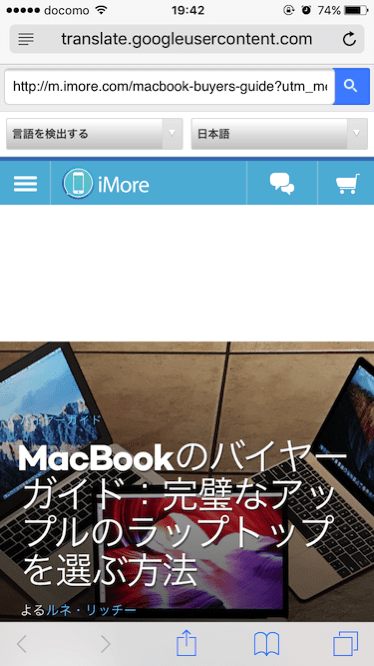 docomo 19:42 74%
translate.googleusercontent.com
http://m.imore.com/macbook-buyers-guide?utm_me
言語を検出する 日本語
iMore
ガイド
MacBookのバイヤー
ガイド：完璧なアッ
プルのラップトップ
を選ぶ方法
よるルネ・リッチー